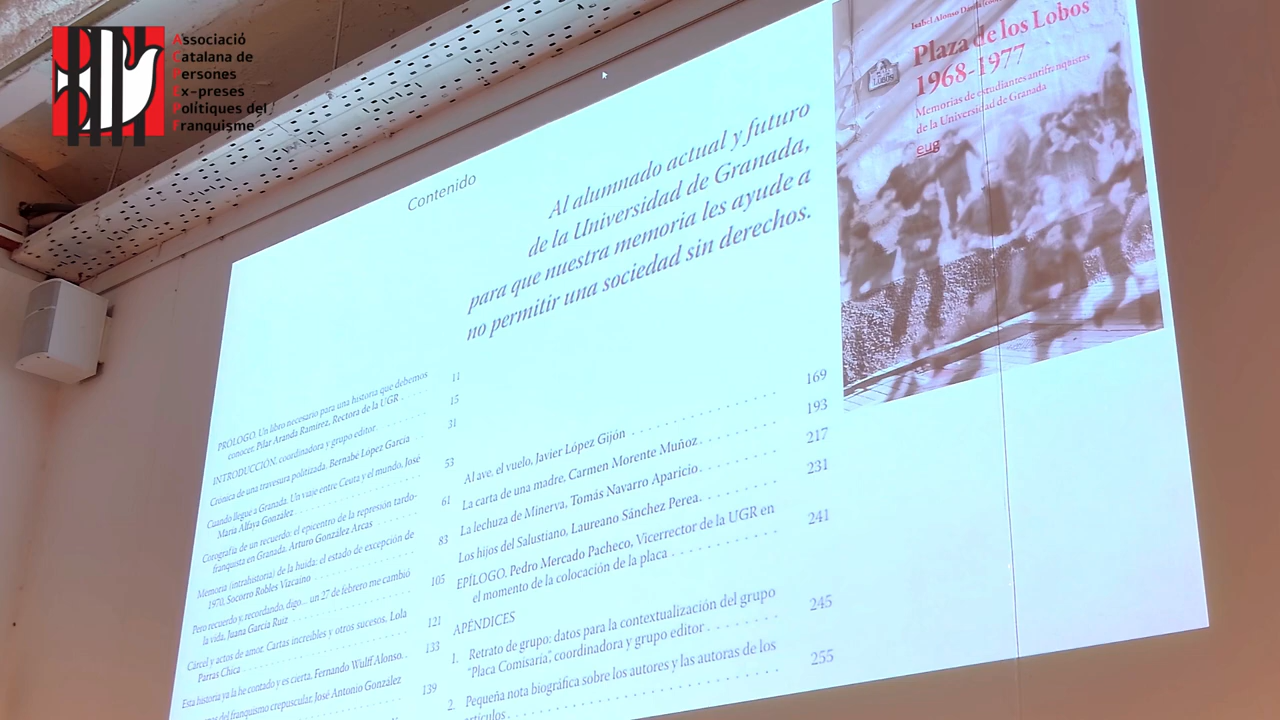 Associació
Catalana de
Persones
Ex-preses
Polítiques del
Franquisme
Contenido
Al alumnado actual y futuro
de la Universidad de Granada,
para que nuestra memoria les ayude a
no permitir una sociedad sin derechos.
PRÓLOGO. Un libro necesario para una historia que debemos
conocer. Pilar Aranda Ramírez, Rectora de la UGR . . . . . 11
INTRODUCCIÓN, coordinadora y grupo editor. . . . . . . 15
Crónica de una travesura politizada. Bernabé López García . . 31
Cuando llegue a Granada. Un viaje entre Ceuta y el mundo, José
María Alfaya González . . . . . . . . . . . . . . 53
Corografía de un recuerdo: el epicentro de la represión tardo-
franquista en Granada. Arturo González Arcas . . . . . . 61
Memoria (intrahistoria) de la huida: el estado de excepción de
1970, Socorro Robles Vizcaíno . . . . . . . . . . . . 83
Pero recuerdo y, recordando, digo... un 27 de febrero me cambió
la vida, Juana García Ruiz . . . . . . . . . . . . . 105
Cárcel y actos de amor. Cartas increíbles y otros sucesos, Lola
Parras Chica . . . . . . . . . . . . . . . . . 121
Esta historia ya la he contado y es cierta, Fernando Wulff Alonso. . 133
del franquismo crepuscular, José Antonio González
139
Al ave, el vuelo, Javier López Gijón . . . . . . . . . . . 169
La carta de una madre, Carmen Morente Muñoz . . . . . . . 193
La lechuza de Minerva, Tomás Navarro Aparicio . . . . . . . 217
Los hijos del Salustiano, Laureano Sánchez Perea. . . . . . . 231
EPÍLOGO. Pedro Mercado Pacheco, Vicerrector de la UGR en
el momento de la colocación de la placa . . . . . . . . . 241
APÉNDICES
1. Retrato de grupo: datos para la contextualización del grupo
“Placa Comisaría”, coordinadora y grupo editor . . . . . . . 245
2. Pequeña nota biográfica sobre los autores y las autoras de los
artículos . . . . . . . . . . . . . . . . . 255
Isabel Alonso
Plaza de los Lobos
1968-1977
Memorias de estudiantes antifranquistas
de la Universidad de Granada
eug